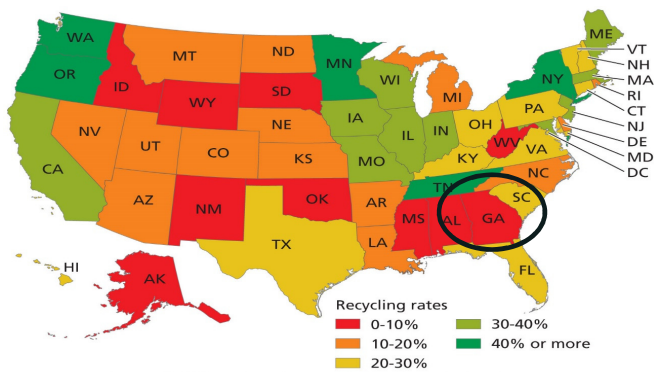 WA
ME
MT
ND
VT
OR
MN
NH
ID
WI
NY
MA
SD
WY
MI
RI
IA
PA
CT
NE
OH
NJ
NV
IL
IN
UT
DE
CO
WV
VA
MD
CA
KS
MO
KY
DC
NC
TN
AZ
OK
AR
SC
NM
MS
AL
GA
TX
LA
HI
FL
AK
Recycling rates
0-10%
30-40%
10-20%
40% or more
20-30%